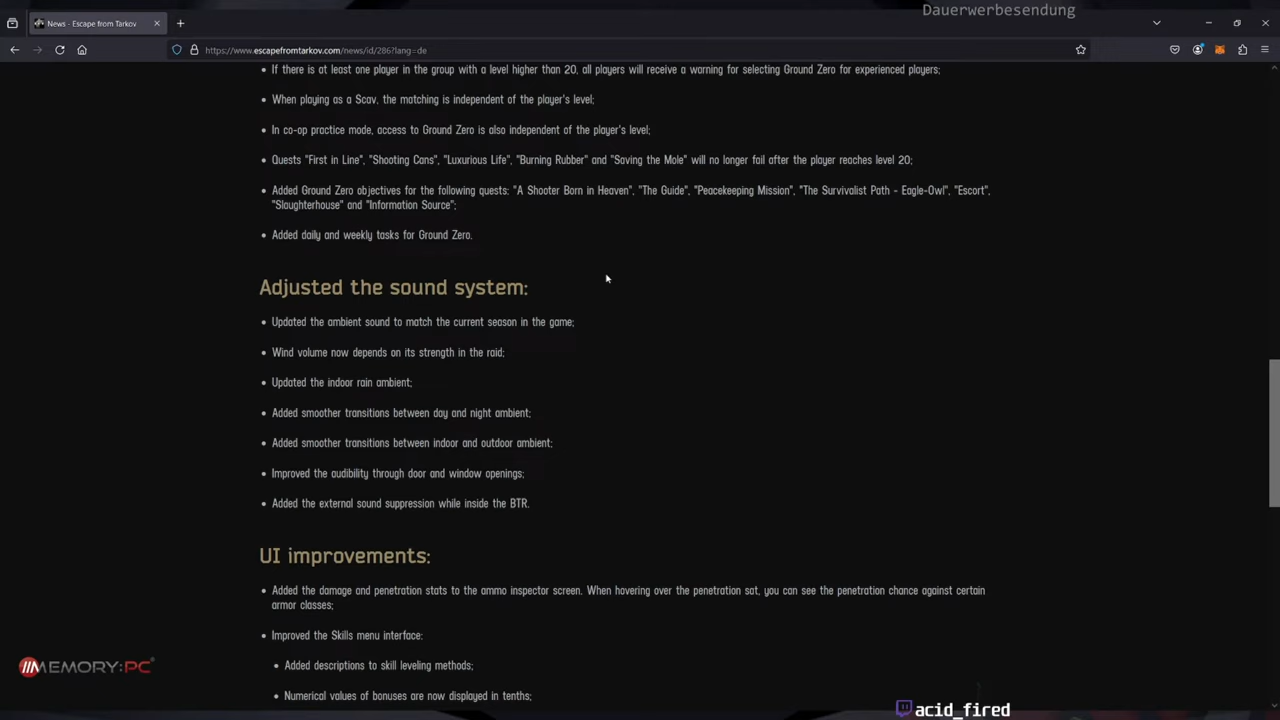 Dauerwerbesendung
News - Escape from Tarkov
https://www.escapefromtarkov.com/news/id/286?lang=de
• If there is at least one player in the group with a level higher than 20, all players will receive a warning for selecting Ground Zero for experienced players;
• When playing as a Scav, the matching is independent of the player's level;
• In co-op practice mode, access to Ground Zero is also independent of the player's level;
• Quests "First in Line", "Shooting Cans", "Luxurious Life", "Burning Rubber" and "Saving the Mole" will no longer fail after the player reaches level 20;
• Added Ground Zero objectives for the following quests: "A Shooter Born in Heaven", "The Guide", "Peacekeeping Mission", "The Survivalist Path - Eagle-Owl", "Escort",
"Slaughterhouse" and "Information Source";
• Added daily and weekly tasks for Ground Zero.
Adjusted the sound system:
• Updated the ambient sound to match the current season in the game;
• Wind volume now depends on its strength in the raid;
• Updated the indoor rain ambient;
• Added smoother transitions between day and night ambient;
• Added smoother transitions between indoor and outdoor ambient;
• Improved the audibility through door and window openings;
• Added the external sound suppression while inside the BTR.
UI improvements:
• Added the damage and penetration stats to the ammo inspector screen. When hovering over the penetration sat, you can see the penetration chance against certain
armor classes;
• Improved the Skills menu interface:
• Added descriptions to skill leveling methods;
• Numerical values of bonuses are now displayed in tenths;
MEMORY:PC
acid_fired